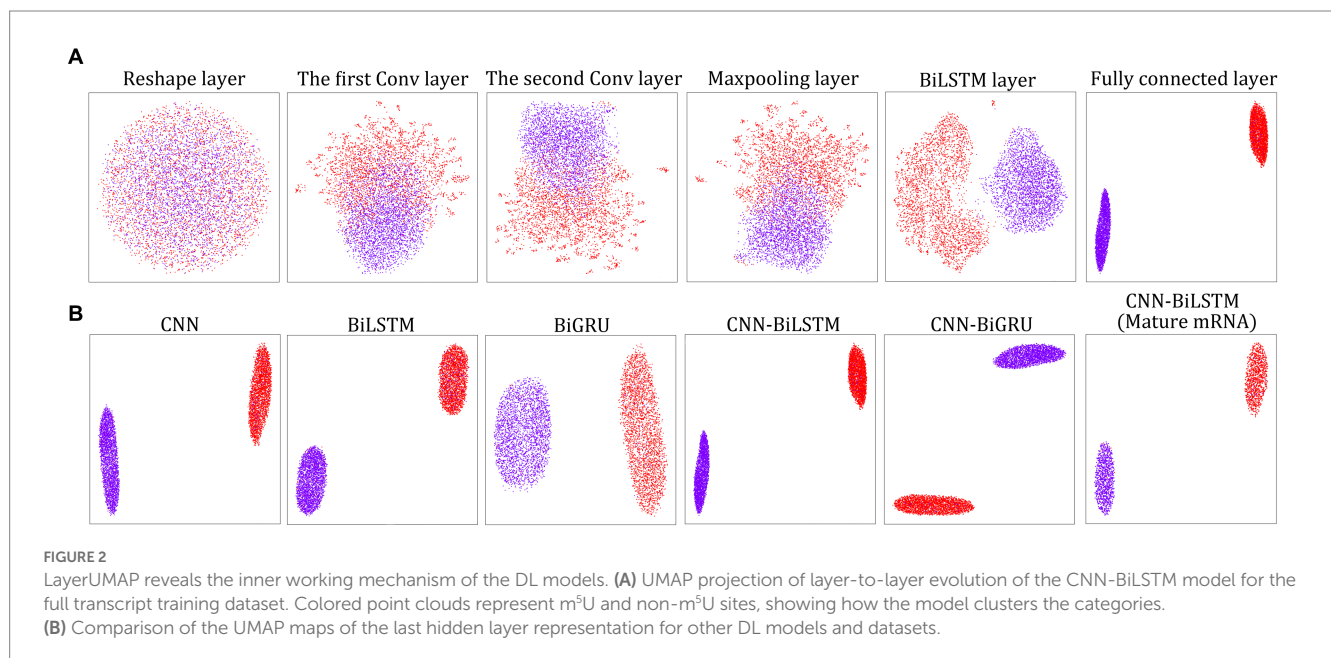 A
Reshape layer
The first Conv layer
The second Conv layer
Maxpooling layer
BiLSTM layer
Fully connected layer
B
CNN
BiLSTM
BiGRU
CNN-BiLSTM
CNN-BiGRU
CNN-BiLSTM
(Mature mRNA)
FIGURE 2
LayerUMAP reveals the inner working mechanism of the DL models. (A) UMAP projection of layer-to-layer evolution of the CNN-BiLSTM model for the
full transcript training dataset. Colored point clouds represent m⁵U and non-m⁵U sites, showing how the model clusters the categories.
(B) Comparison of the UMAP maps of the last hidden layer representation for other DL models and datasets.